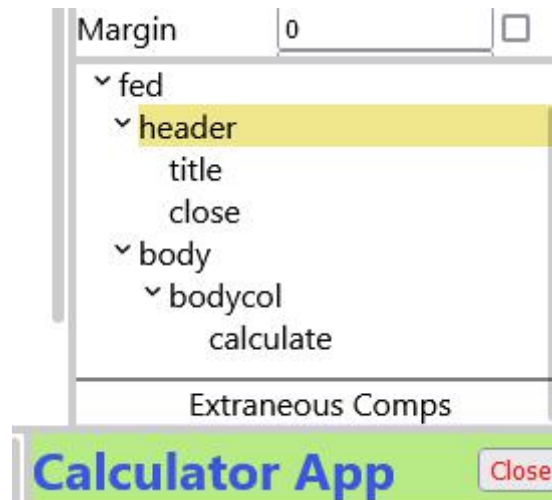 Margin 0
fed
header
title
close
body
bodycol
calculate
Extraneous Comps
Calculator App Close